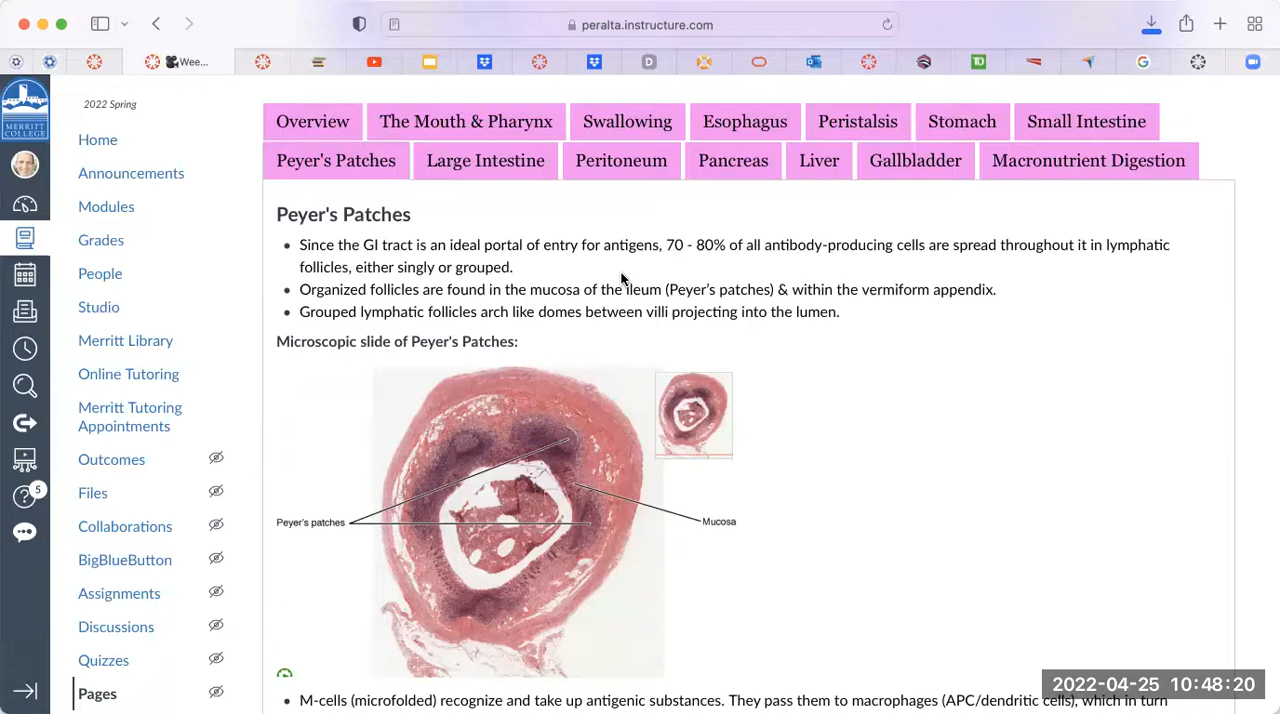 peralta.instructure.com
Wee...
MERRITT
COLLEGE
2022 Spring
Home
Announcements
Modules
Grades
People
Studio
Merritt Library
Online Tutoring
Merritt Tutoring
Appointments
Outcomes
Files
Collaborations
BigBlueButton
Assignments
Discussions
Quizzes
Pages
5
Overview
The Mouth & Pharynx
Swallowing
Esophagus
Peristalsis
Stomach
Small Intestine
Peyer's Patches
Large Intestine
Peritoneum
Pancreas
Liver
Gallbladder
Macronutrient Digestion
Peyer's Patches
Since the GI tract is an ideal portal of entry for antigens, 70 - 80% of all antibody-producing cells are spread throughout it in lymphatic
follicles, either singly or grouped.
Organized follicles are found in the mucosa of the ileum (Peyer's patches) & within the vermiform appendix.
Grouped lymphatic follicles arch like domes between villi projecting into the lumen.
Microscopic slide of Peyer's Patches:
Peyer's patches
Mucosa
M-cells (microfolded) recognize and take up antigenic substances. They pass them to macrophages (APC/dendritic cells), which in turn
2022-04-25 10:48:20